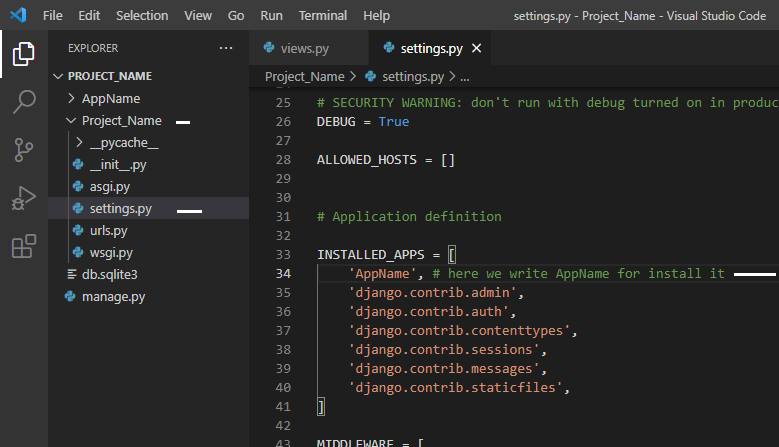 File Edit Selection View Go Run Terminal Help settings.py - Project_Name - Visual Studio Code
EXPLORER ...
PROJECT_NAME
AppName
Project_Name
__pycache__
__init__.py
asgi.py
settings.py
urls.py
wsgi.py
db.sqlite3
manage.py
views.py settings.py
Project_Name > settings.py > ...
25 # SECURITY WARNING: don't run with debug turned on in produc
26 DEBUG = True
27
28 ALLOWED_HOSTS = []
29
30
31 # Application definition
32
33 INSTALLED_APPS = [
34 'AppName', # here we write AppName for install it
35 'django.contrib.admin',
36 'django.contrib.auth',
37 'django.contrib.contenttypes',
38 'django.contrib.sessions',
39 'django.contrib.messages',
40 'django.contrib.staticfiles',
41 ]
42
43 MIDDLEWARE = [